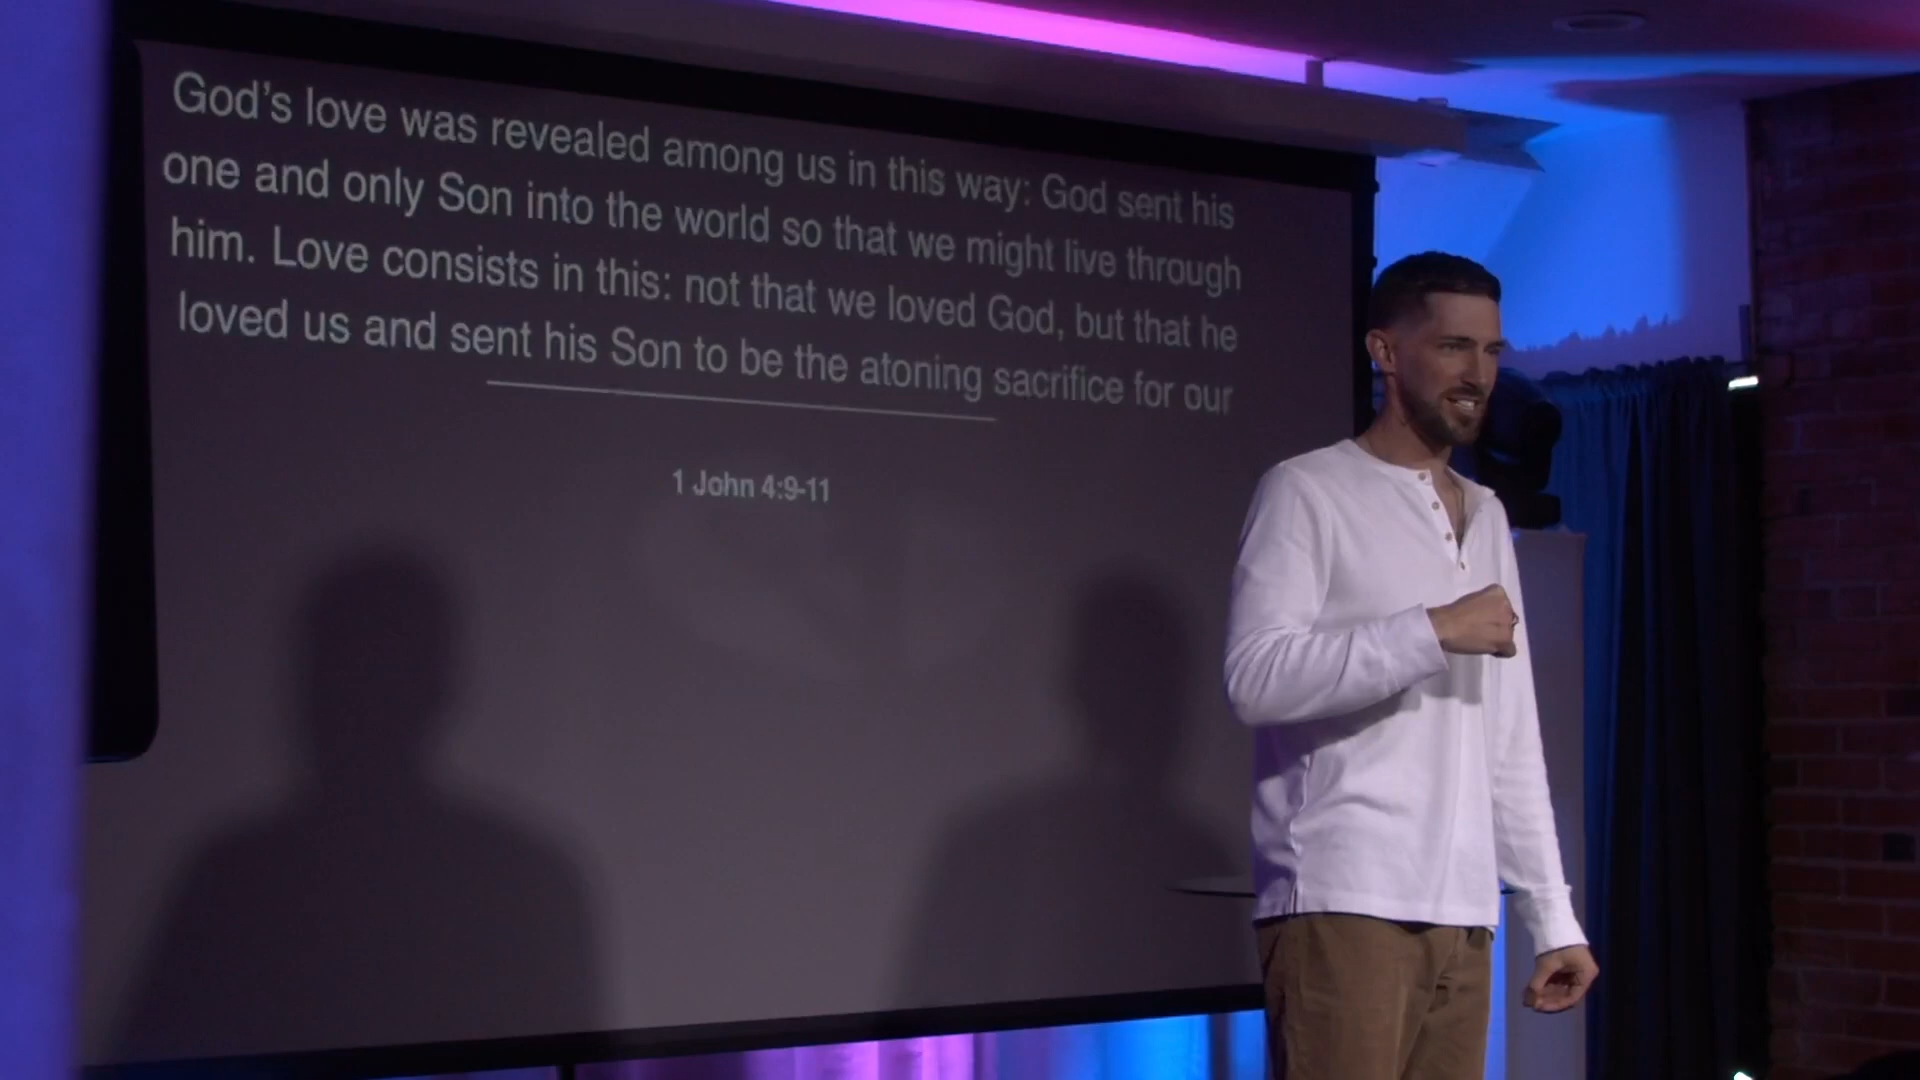 God’s love was revealed among us in this way: God sent his
one and only Son into the world so that we might live through
him. Love consists in this: not that we loved God, but that he
loved us and sent his Son to be the atoning sacrifice for our
1 John 4:9-11